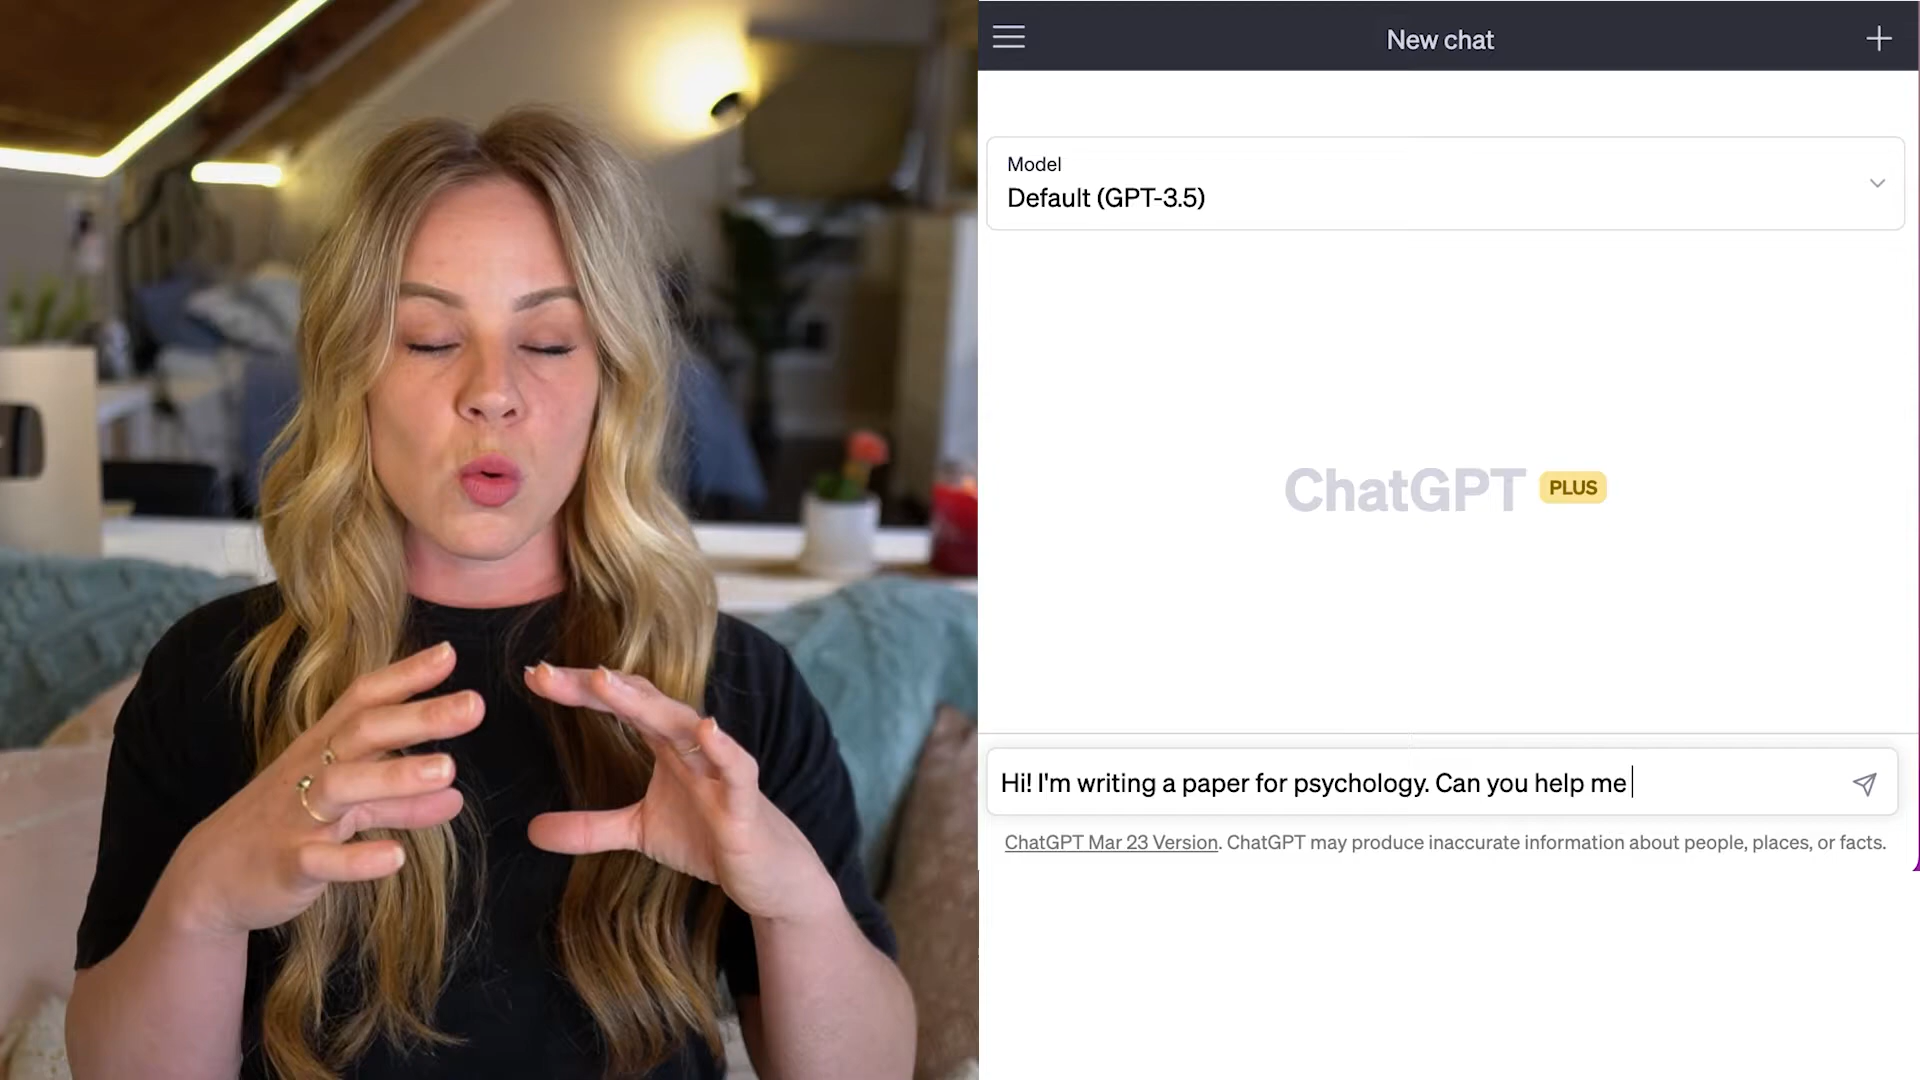 New chat
Model
Default (GPT-3.5)
ChatGPT PLUS
Hi! I'm writing a paper for psychology. Can you help me
ChatGPT Mar 23 Version. ChatGPT may produce inaccurate information about people, places, or facts.